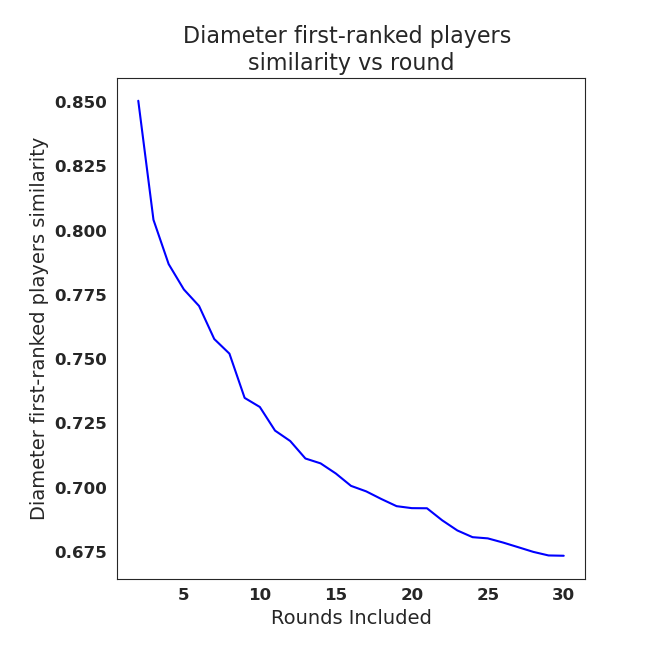 Diameter first-ranked players
similarity vs round
Diameter first-ranked players similarity
0.850
0.825
0.800
0.775
0.750
0.725
0.700
0.675
5 10 15 20 25 30
Rounds Included